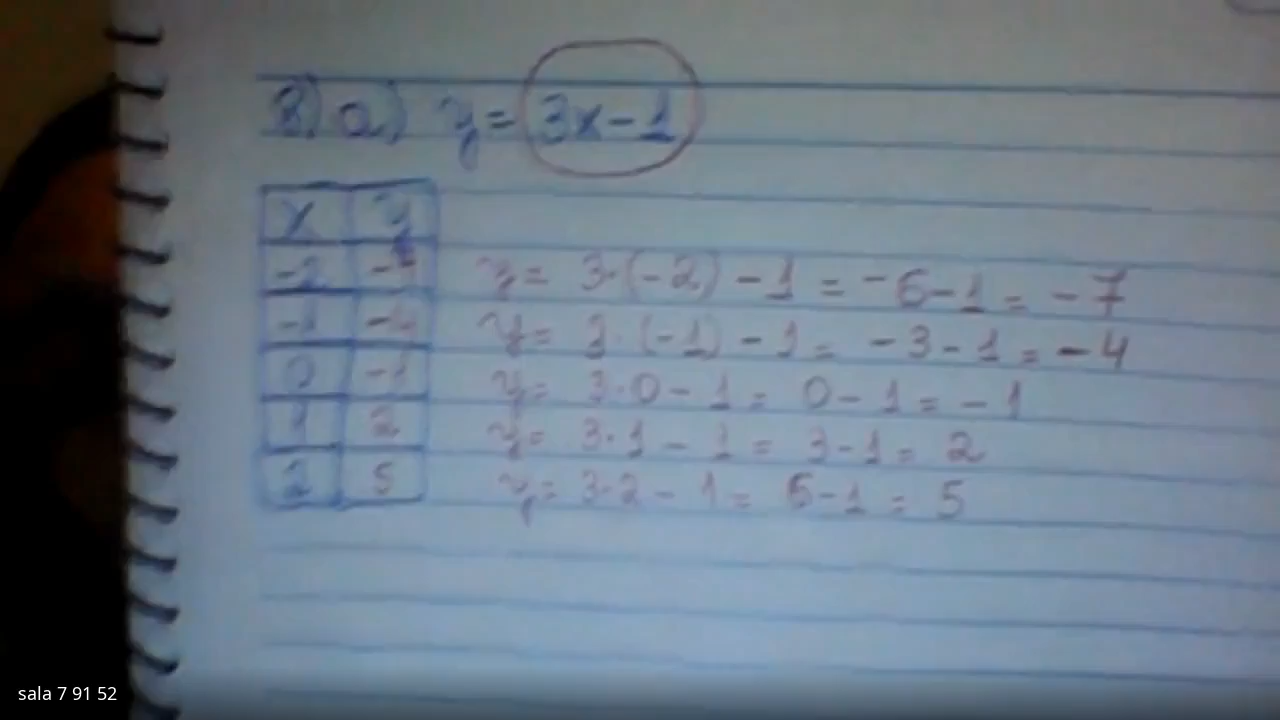 8) a) y = 3x - 1
x y
-2 -7
-1 -4
0 -1
1 2
2 5
y = 3·(-2) - 1 = -6 - 1 = -7
y = 3·(-1) - 1 = -3 - 1 = -4
y = 3·0 - 1 = 0 - 1 = -1
y = 3·1 - 1 = 3 - 1 = 2
y = 3·2 - 1 = 6 - 1 = 5
sala 7 91 52